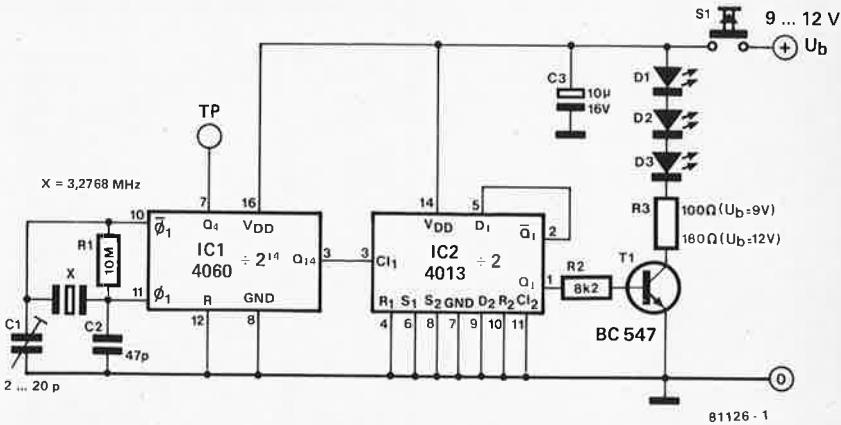 S1 9 ... 12 V
Ub
D1
C3
10µ
16V
D2
TP
D3
X = 3,2768 MHz
7 16 14 5
R3 100Ω (Ub=9V)
180Ω (Ub=12V)
10 Φ̅1 Q4 VDD VDD D1 Q̅1 2
R1 10M
IC1
4060 ÷ 2¹⁴ Q14 3 3 Cl1
IC2
4013 ÷ 2
T1
X
Q1 1 R2
8k2
11 Φ1 R GND
R1 S1 S2 GND D2 R2 Cl2
BC 547
C1 C2 12 8 4 6 8 7 9 10 11
47p
2 ... 20 p
0
81126 - 1